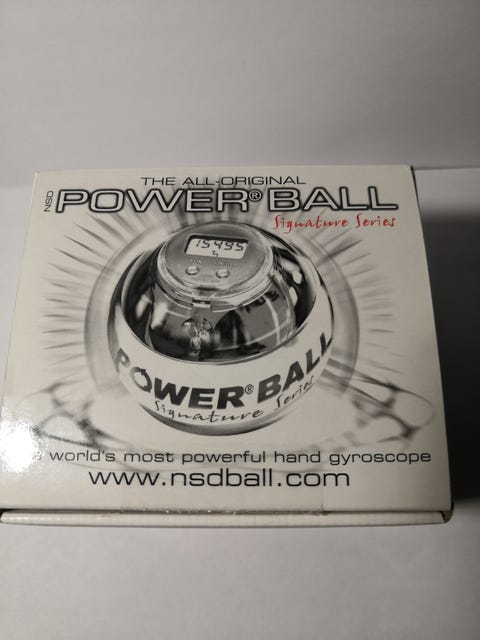 THE ALL-ORIGINAL
NSD POWER® BALL
Signature Series
15495
POWER® BALL
Signature Series
world's most powerful hand gyroscope
www.nsdball.com